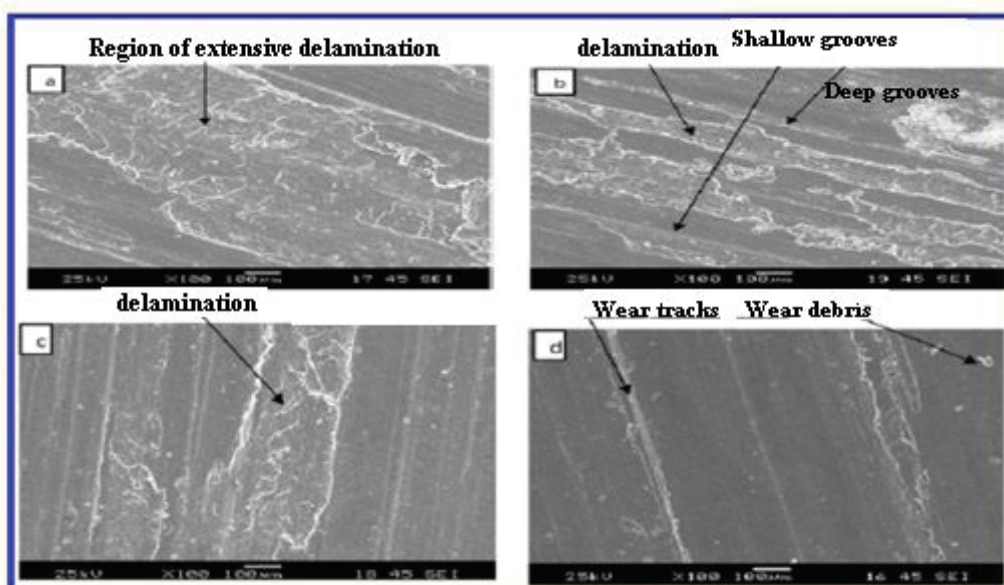 Region of extensive delamination
delamination
Shallow grooves
Deep grooves
a
b
25kV X100 100µm 17 45 SEI
25kV X100 100µm 19 45 SEI
delamination
Wear tracks
Wear debris
c
d
25kV X100 100µm 18 45 SEI
25kV X100 100µm 16 45 SEI